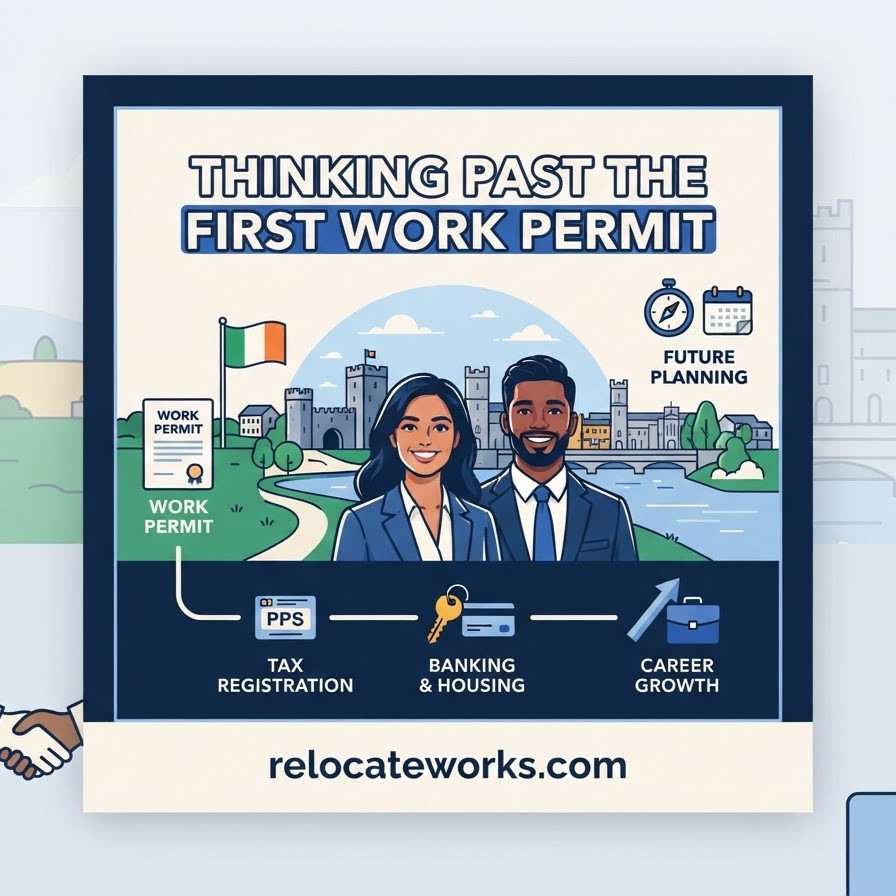 THINKING PAST THE
FIRST WORK PERMIT
FUTURE
PLANNING
WORK
PERMIT
WORK
PERMIT
PPS
TAX
REGISTRATION
BANKING
& HOUSING
CAREER
GROWTH
relocateworks.com